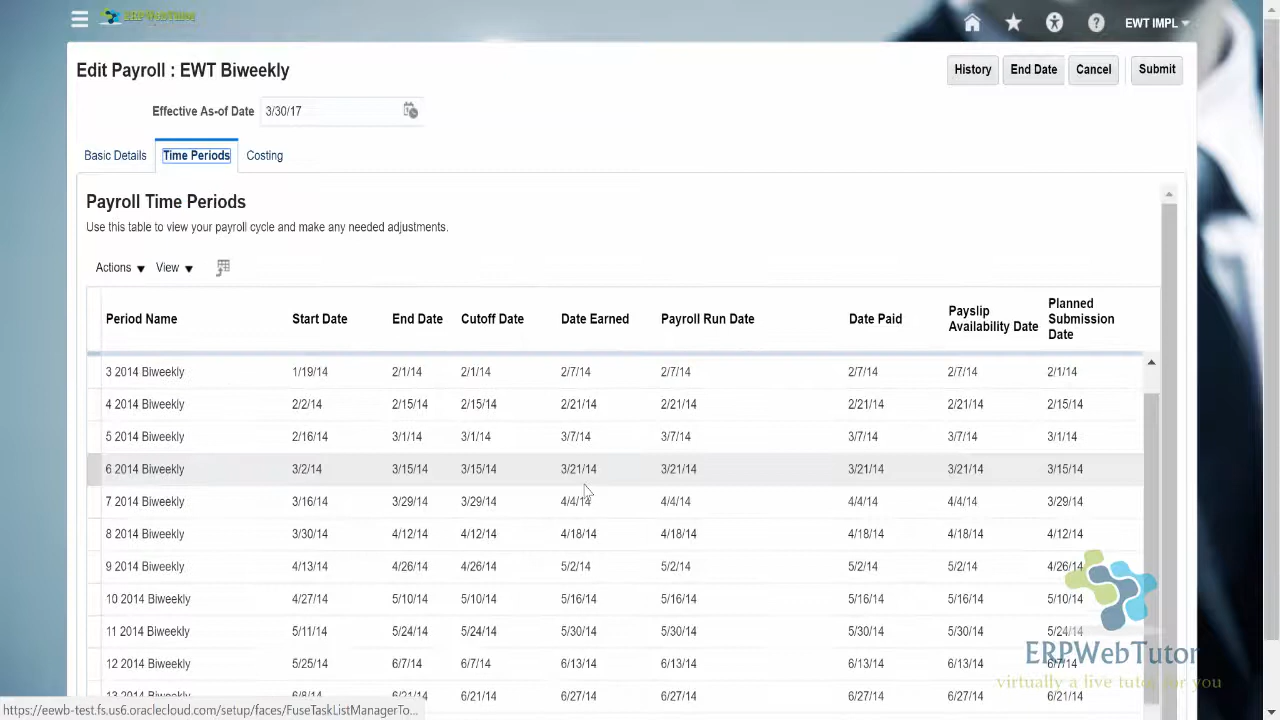 ERPWebTutor
EWT IMPL
Edit Payroll : EWT Biweekly
History End Date Cancel Submit
Effective As-of Date 3/30/17
Basic Details Time Periods Costing
Payroll Time Periods
Use this table to view your payroll cycle and make any needed adjustments.
Actions View
Period Name Start Date End Date Cutoff Date Date Earned Payroll Run Date Date Paid Payslip Availability Date Planned Submission Date
3 2014 Biweekly 1/19/14 2/1/14 2/1/14 2/7/14 2/7/14 2/7/14 2/7/14 2/1/14
4 2014 Biweekly 2/2/14 2/15/14 2/15/14 2/21/14 2/21/14 2/21/14 2/21/14 2/15/14
5 2014 Biweekly 2/16/14 3/1/14 3/1/14 3/7/14 3/7/14 3/7/14 3/7/14 3/1/14
6 2014 Biweekly 3/2/14 3/15/14 3/15/14 3/21/14 3/21/14 3/21/14 3/21/14 3/15/14
7 2014 Biweekly 3/16/14 3/29/14 3/29/14 4/4/14 4/4/14 4/4/14 4/4/14 3/29/14
8 2014 Biweekly 3/30/14 4/12/14 4/12/14 4/18/14 4/18/14 4/18/14 4/18/14 4/12/14
9 2014 Biweekly 4/13/14 4/26/14 4/26/14 5/2/14 5/2/14 5/2/14 5/2/14 4/26/14
10 2014 Biweekly 4/27/14 5/10/14 5/10/14 5/16/14 5/16/14 5/16/14 5/16/14 5/10/14
11 2014 Biweekly 5/11/14 5/24/14 5/24/14 5/30/14 5/30/14 5/30/14 5/30/14 5/24/14
12 2014 Biweekly 5/25/14 6/7/14 6/7/14 6/13/14 6/13/14 6/13/14 6/13/14 6/7/14
13 2014 Biweekly 6/8/14 6/21/14 6/21/14 6/27/14 6/27/14 6/27/14 6/27/14 6/21/14
ERPWebTutor
virtually a live tutor for you
https://eewb-test.fs.us6.oraclecloud.com/setup/faces/FuseTaskListManagerTo...